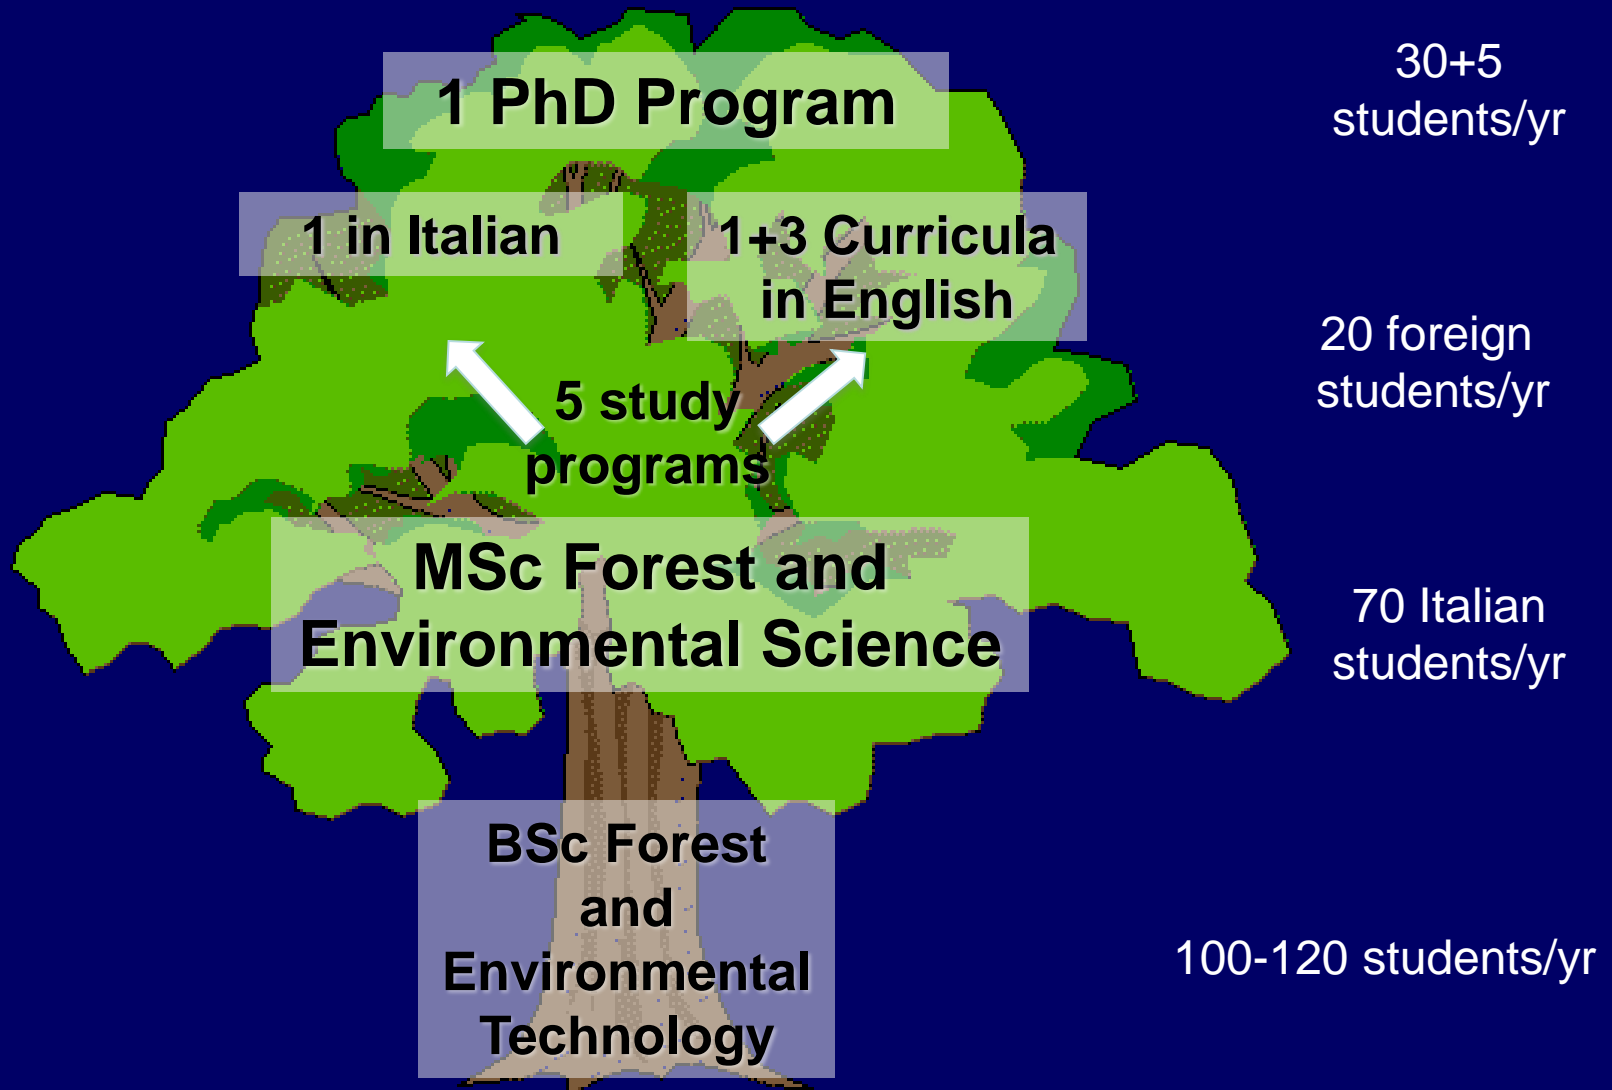 1 PhD Program
30+5
students/yr
1 in Italian
1+3 Curricula
in English
20 foreign
students/yr
5 study
programs
MSc Forest and
Environmental Science
70 Italian
students/yr
BSc Forest
and
Environmental
Technology
100-120 students/yr